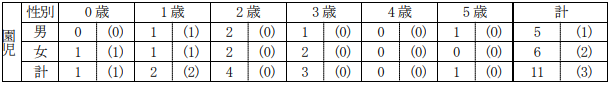 園児 性別 0歳 1歳 2歳 3歳 4歳 5歳 計
男 0 (0) 1 (1) 2 (0) 1 (0) 0 (0) 1 (0) 5 (1)
女 1 (1) 1 (1) 2 (0) 2 (0) 0 (0) 0 (0) 6 (2)
計 1 (1) 2 (2) 4 (0) 3 (0) 0 (0) 1 (0) 11 (3)